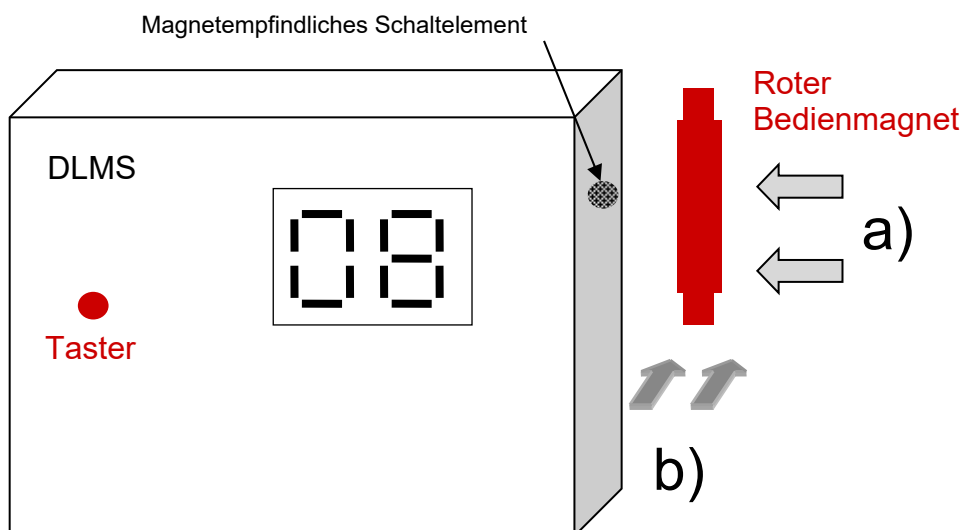 Magnetempfindliches Schaltelement
Roter
Bedienmagnet
DLMS
08
a)
Taster
b)